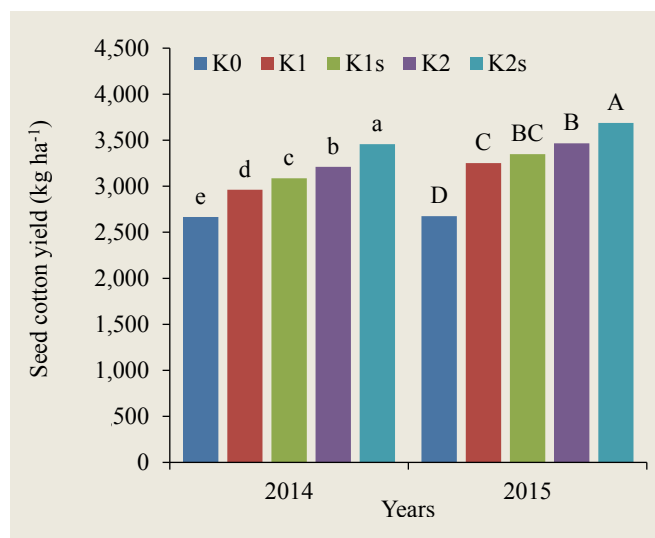 4,500
K0 K1 K1s K2 K2s
4,000
3,500
3,000
2,500
2,000
1,500
1,000
,500
0
Seed cotton yield (kg ha-1)
e d c b a
D C BC B A
2014 2015
Years